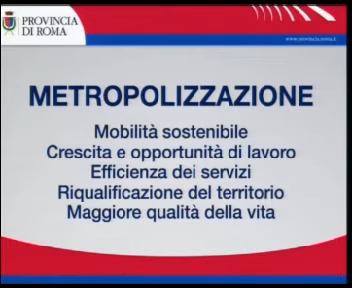 PROVINCIA
DI ROMA
www.provincia.roma.it
METROPOLIZZAZIONE
Mobilità sostenibile
Crescita e opportunità di lavoro
Efficienza dei servizi
Riqualificazione del territorio
Maggiore qualità della vita